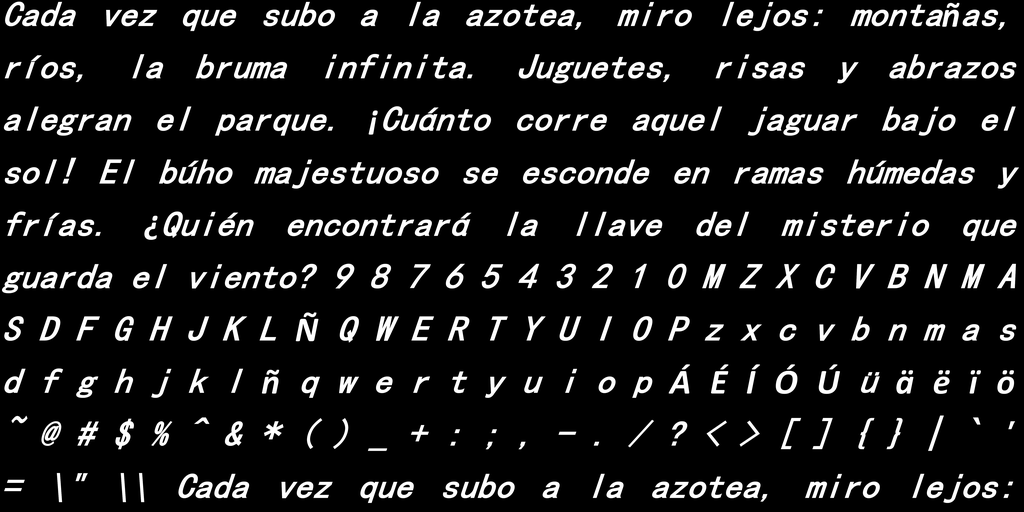 Cada vez que subo a la azotea, miro lejos: montañas,
ríos, la bruma infinita. Juguetes, risas y abrazos
alegran el parque. ¡Cuánto corre aquel jaguar bajo el
sol! El búho majestuoso se esconde en ramas húmedas y
frías. ¿Quién encontrará la llave del misterio que
guarda el viento? 9 8 7 6 5 4 3 2 1 0 M Z X C V B N M A
S D F G H J K L Ñ Q W E R T Y U I O P z x c v b n m a s
d f g h j k l ñ q w e r t y u i o p Á É Í Ó Ú ü ä ë ï ö
~ @ # $ % ^ & * ( ) _ + : ; , - . / ? < > [ ] { } | ` '
= \" \\ Cada vez que subo a la azotea, miro lejos: